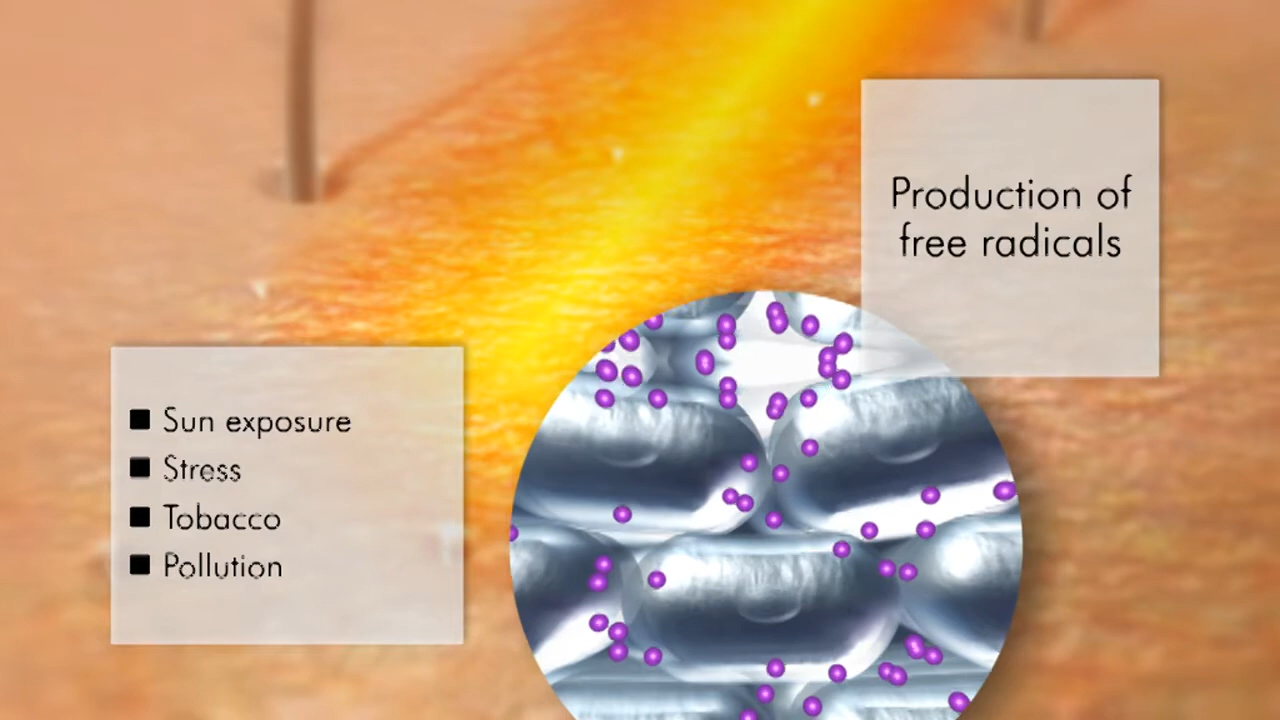 Production of
free radicals
Sun exposure
Stress
Tobacco
Pollution